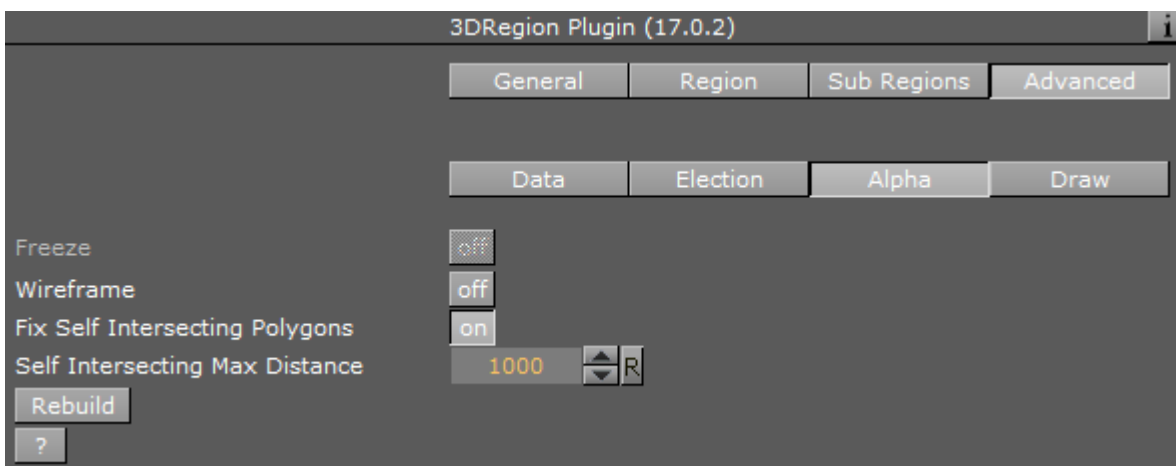 3DRegion Plugin (17.0.2) i
General Region Sub Regions Advanced
Data Election Alpha Draw
Freeze off
Wireframe off
Fix Self Intersecting Polygons on
Self Intersecting Max Distance 1000 R
Rebuild
?